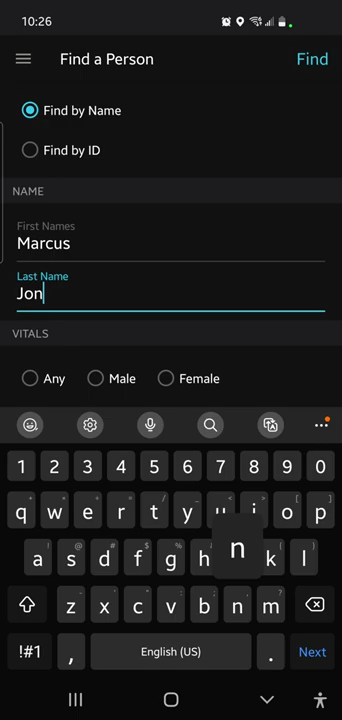 10:26
Find a Person
Find
Find by Name
Find by ID
NAME
First Names
Marcus
Last Name
Jon
VITALS
Any Male Female
1 2 3 4 5 6 7 8 9 0
q w e r t y u i o p
a s d f g h n k l
z x c v b n m
!#1 , English (US) . Next